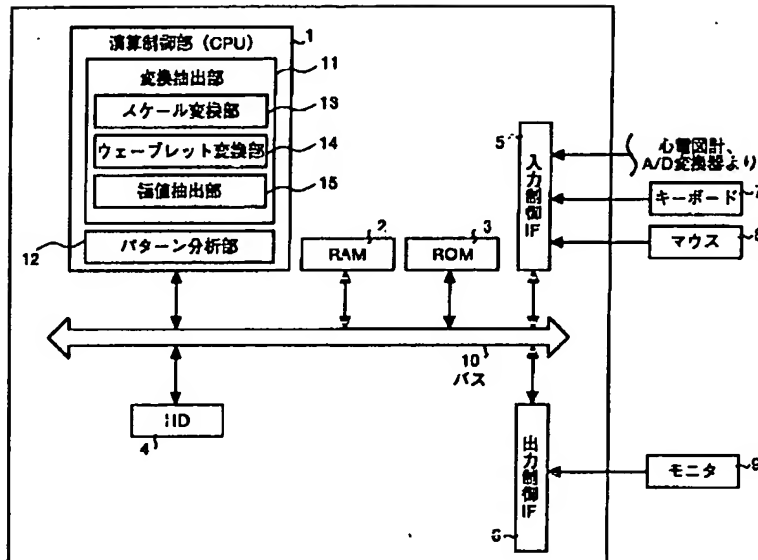 演算制御部 (CPU)
1
変換抽出部
11
スケール変換部
13
ウェーブレット変換部
14
極値抽出部
15
パターン分析部
12
RAM
2
ROM
3
入力制御IF
5
心電図計、
A/D変換器より
キーボード
7
マウス
8
10
バス
HD
4
出力制御IF
6
モニタ
9